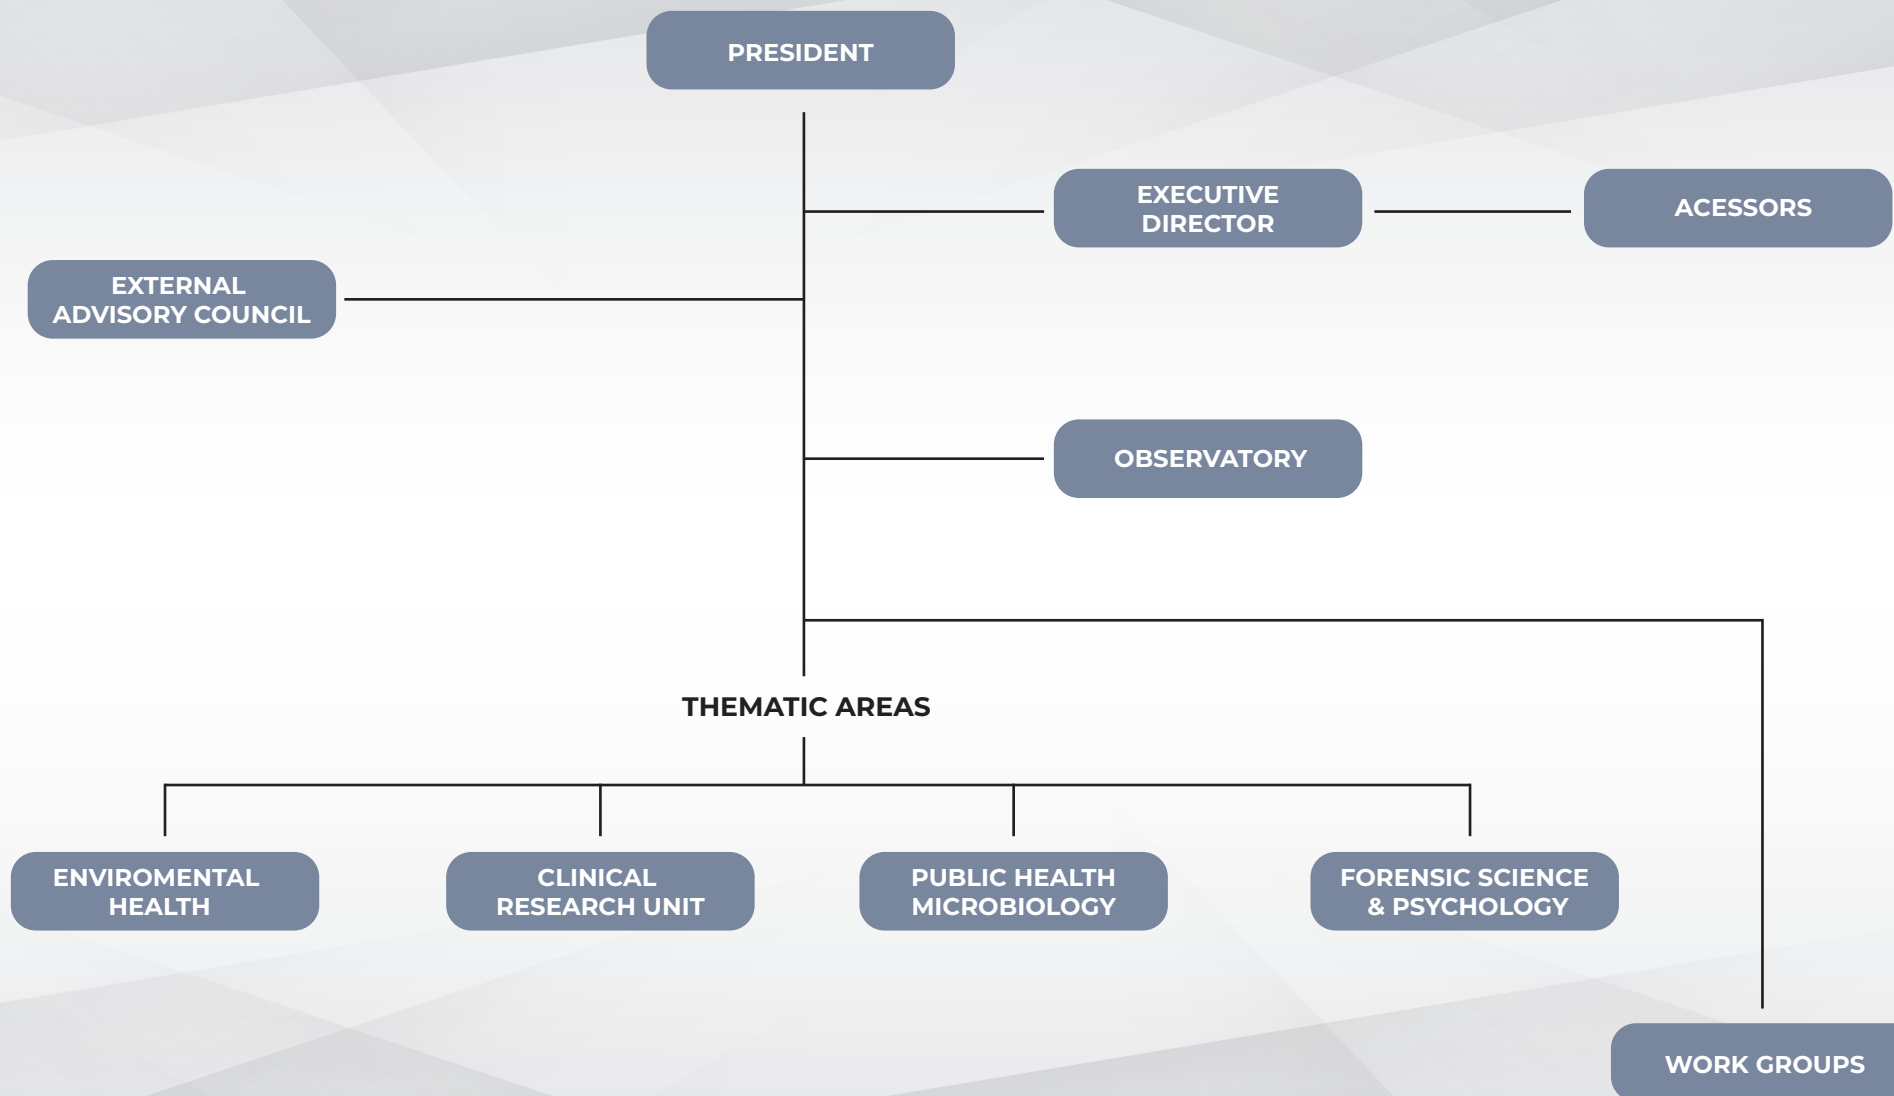 PRESIDENT
EXECUTIVE
DIRECTOR
ACESSORS
EXTERNAL
ADVISORY COUNCIL
OBSERVATORY
THEMATIC AREAS
ENVIROMENTAL
HEALTH
CLINICAL
RESEARCH UNIT
PUBLIC HEALTH
MICROBIOLOGY
FORENSIC SCIENCE
& PSYCHOLOGY
WORK GROUPS